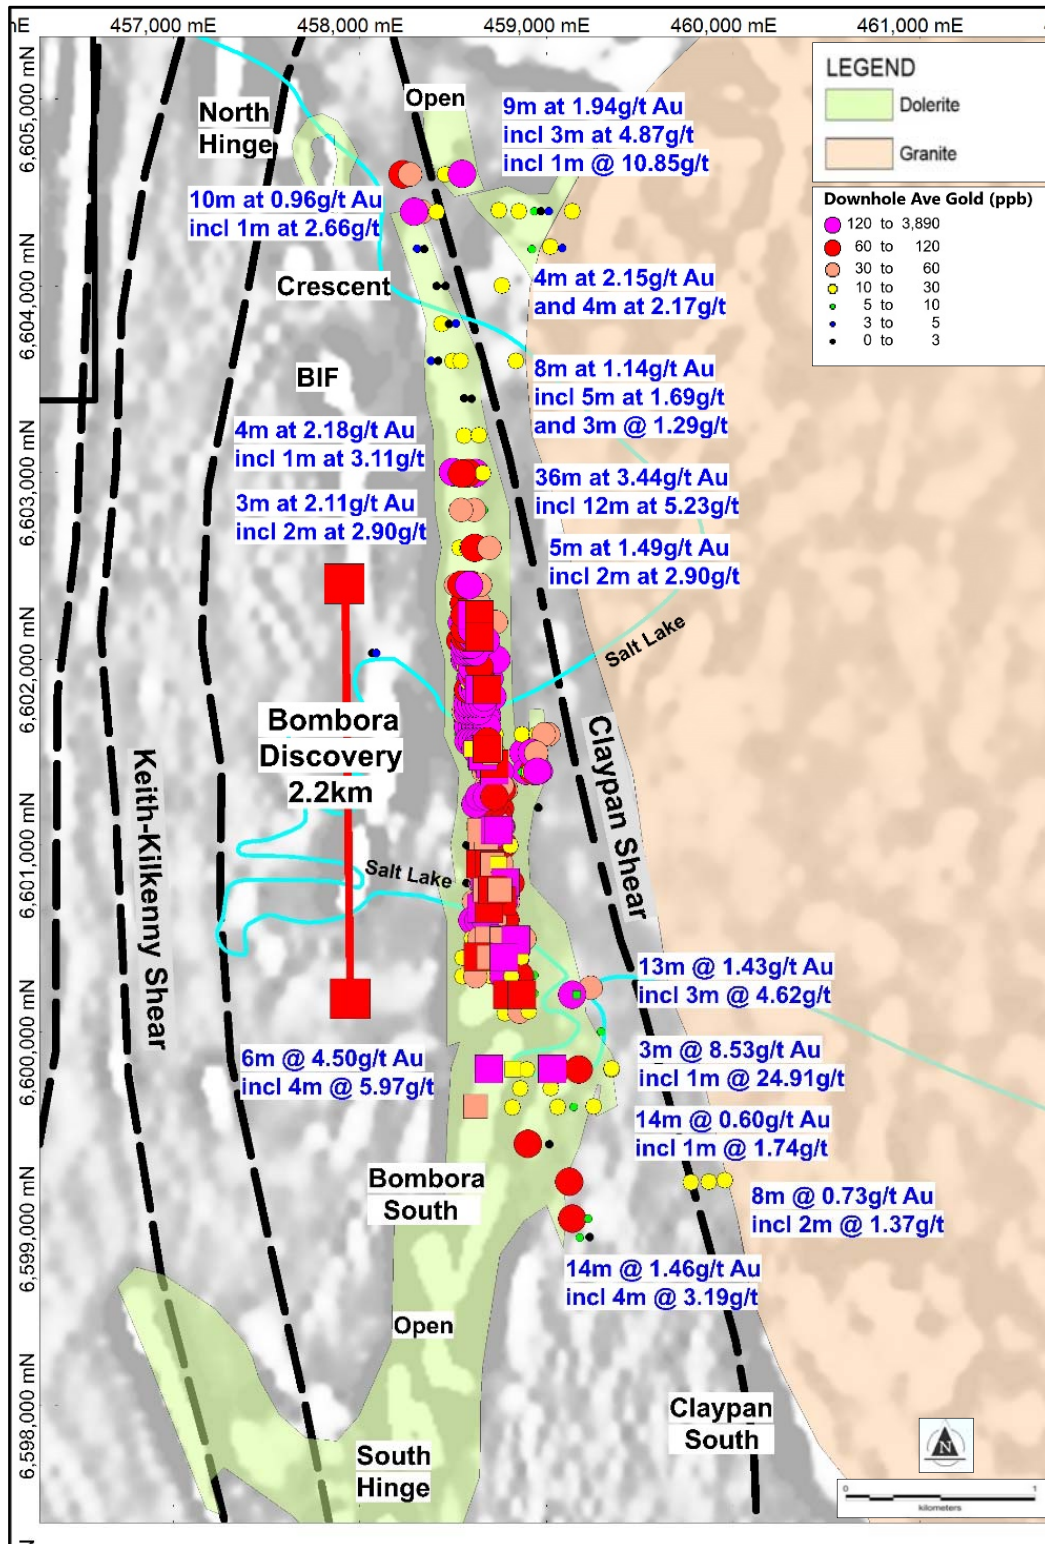 mE
457,000 mE
458,000 mE
459,000 mE
460,000 mE
461,000 mE
6,605,000 mN
6,604,000 mN
6,603,000 mN
6,602,000 mN
6,601,000 mN
6,600,000 mN
6,599,000 mN
6,598,000 mN
LEGEND
Dolerite
Granite
Downhole Ave Gold (ppb)
120 to 3,890
60 to 120
30 to 60
10 to 30
5 to 10
3 to 5
0 to 3
North
Hinge
Open
9m at 1.94g/t Au
incl 3m at 4.87g/t
incl 1m @ 10.85g/t
10m at 0.96g/t Au
incl 1m at 2.66g/t
Crescent
4m at 2.15g/t Au
and 4m at 2.17g/t
BIF
8m at 1.14g/t Au
incl 5m at 1.69g/t
and 3m @ 1.29g/t
4m at 2.18g/t Au
incl 1m at 3.11g/t
36m at 3.44g/t Au
incl 12m at 5.23g/t
3m at 2.11g/t Au
incl 2m at 2.90g/t
5m at 1.49g/t Au
incl 2m at 2.90g/t
Salt Lake
Bombora
Discovery
2.2km
Claypan Shear
Keith-Kilkenny Shear
Salt Lake
13m @ 1.43g/t Au
incl 3m @ 4.62g/t
6m @ 4.50g/t Au
incl 4m @ 5.97g/t
3m @ 8.53g/t Au
incl 1m @ 24.91g/t
14m @ 0.60g/t Au
incl 1m @ 1.74g/t
Bombora
South
8m @ 0.73g/t Au
incl 2m @ 1.37g/t
14m @ 1.46g/t Au
incl 4m @ 3.19g/t
Open
Claypan
South
South
Hinge
N
0 1
kilometers